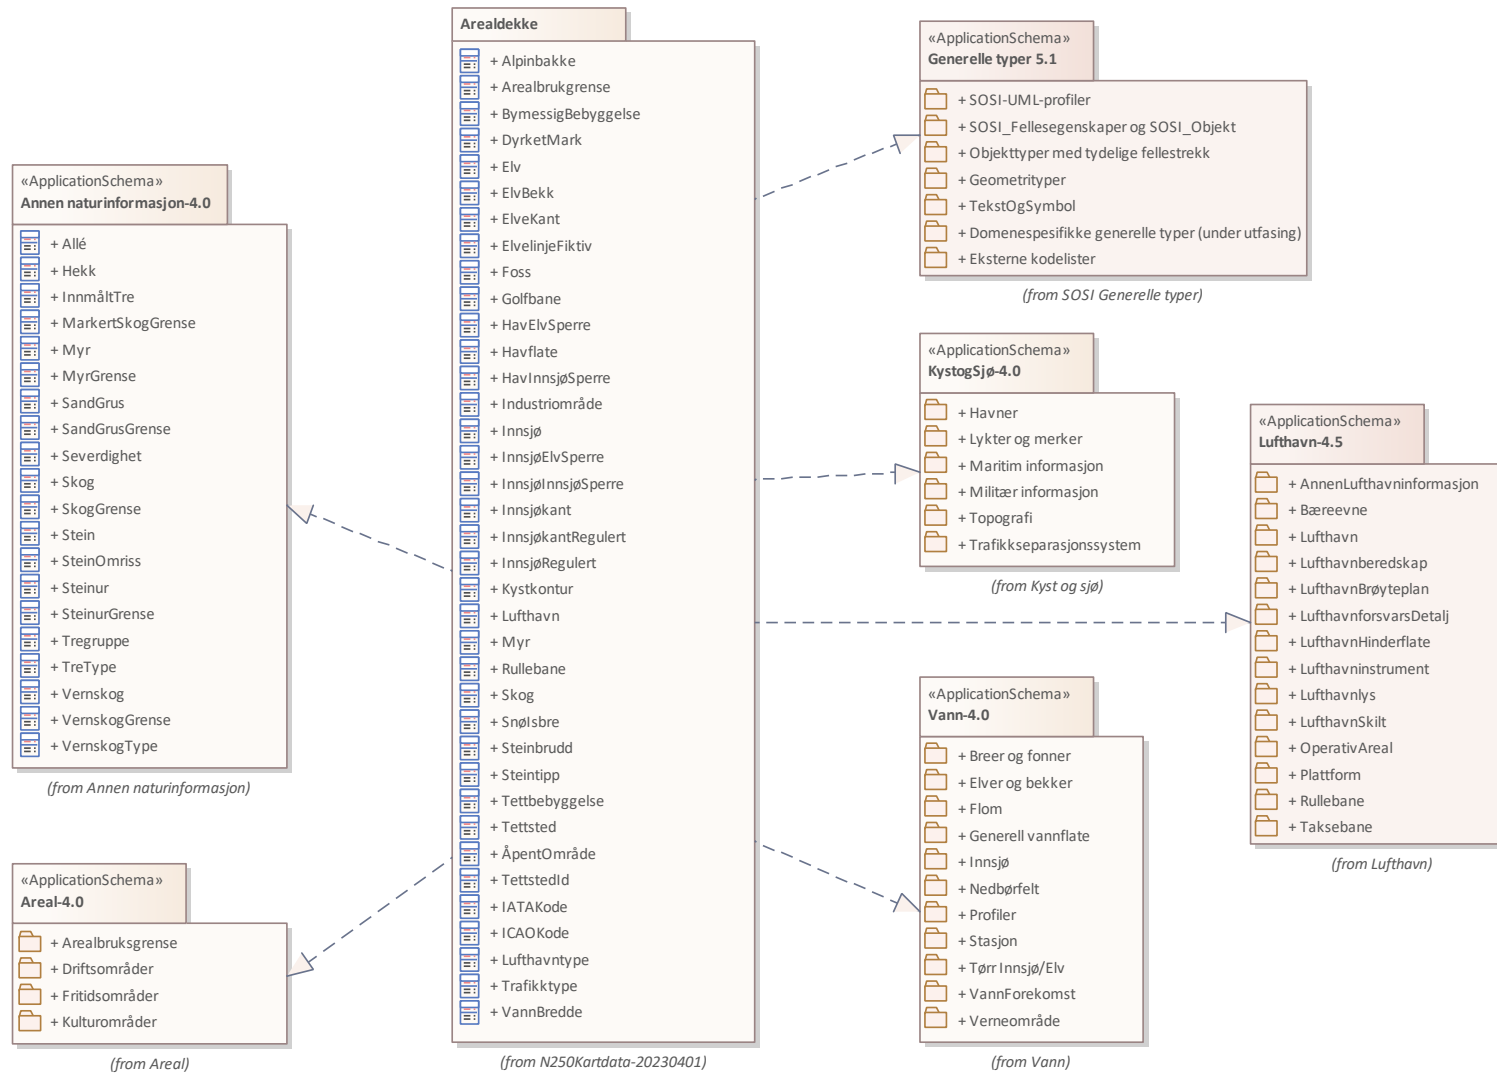 «ApplicationSchema»
Annen naturinformasjon-4.0
+ Allé
+ Hekk
+ InnmåltTre
+ MarkertSkogGrense
+ Myr
+ MyrGrense
+ SandGrus
+ SandGrusGrense
+ Severdighet
+ Skog
+ SkogGrense
+ Stein
+ SteinOmriss
+ Steinur
+ SteinurGrense
+ Tregruppe
+ TreType
+ Vernskog
+ VernskogGrense
+ VernskogType
(from Annen naturinformasjon)
«ApplicationSchema»
Areal-4.0
+ Arealbruksgrense
+ Driftsområder
+ Fritidsområder
+ Kulturområder
(from Areal)
Arealdekke
+ Alpinbakke
+ Arealbrukgrense
+ BymessigBebyggelse
+ DyrketMark
+ Elv
+ ElvBekk
+ ElveKant
+ ElvelinjeFiktiv
+ Foss
+ Golfbane
+ HavElvSperre
+ Havflate
+ HavInnsjøSperre
+ Industriområde
+ Innsjø
+ InnsjøElvSperre
+ InnsjøInnsjøSperre
+ Innsjøkant
+ InnsjøkantRegulert
+ InnsjøRegulert
+ Kystkontur
+ Lufthavn
+ Myr
+ Rullebane
+ Skog
+ SnøIsbre
+ Steinbrudd
+ Steintipp
+ Tettbebyggelse
+ Tettsted
+ ÅpentOmråde
+ TettstedId
+ IATAKode
+ ICAOKode
+ Lufthavntype
+ Trafikktype
+ VannBredde
(from N250Kartdata-20230401)
«ApplicationSchema»
Generelle typer 5.1
+ SOSI-UML-profiler
+ SOSI_Fellesegenskaper og SOSI_Objekt
+ Objekttyper med tydelige fellestrekk
+ Geometrityper
+ TekstOgSymbol
+ Domenespesifikke generelle typer (under utfasing)
+ Eksterne kodelister
(from SOSI Generelle typer)
«ApplicationSchema»
KystogSjø-4.0
+ Havner
+ Lykter og merker
+ Maritim informasjon
+ Militær informasjon
+ Topografi
+ Trafikkseparasjonssystem
(from Kyst og sjø)
«ApplicationSchema»
Vann-4.0
+ Breer og fonner
+ Elver og bekker
+ Flom
+ Generell vannflate
+ Innsjø
+ Nedbørfelt
+ Profiler
+ Stasjon
+ Tørr Innsjø/Elv
+ VannForekomst
+ Verneområde
(from Vann)
«ApplicationSchema»
Lufthavn-4.5
+ AnnenLufthavninformasjon
+ Bæreevne
+ Lufthavn
+ Lufthavnberedskap
+ LufthavnBrøyteplan
+ LufthavnforsvarsDetalj
+ LufthavnHinderflate
+ Lufthavninstrument
+ Lufthavnlys
+ LufthavnSkilt
+ OperativAreal
+ Plattform
+ Rullebane
+ Taksebane
(from Lufthavn)